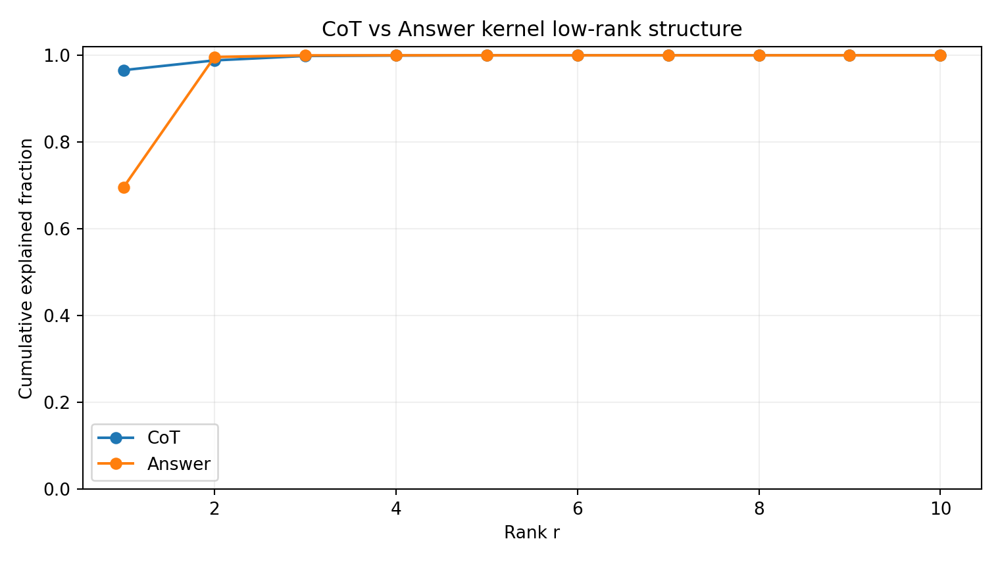 CoT vs Answer kernel low-rank structure
Cumulative explained fraction
1.0
0.8
0.6
0.4
0.2
0.0
CoT
Answer
2 4 6 8 10
Rank r